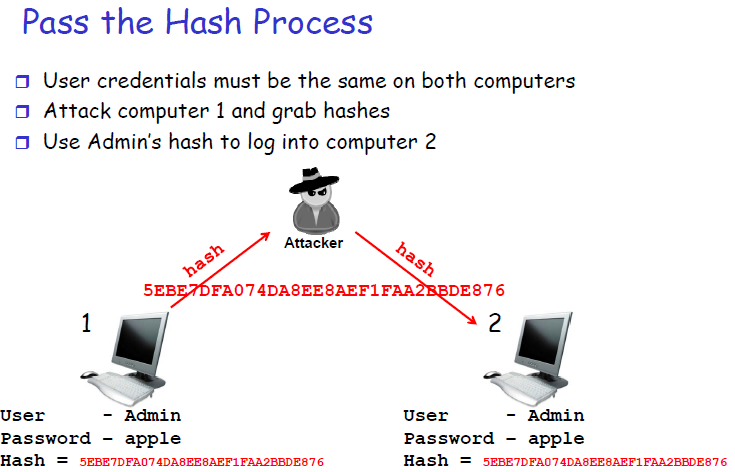 Pass the Hash Process
User credentials must be the same on both computers
Attack computer 1 and grab hashes
Use Admin's hash to log into computer 2
Attacker
hash
hash
5EBE7DFA074DA8EE8AEF1FAA2BBDE876
1
2
User - Admin
Password – apple
Hash = 5EBE7DFA074DA8EE8AEF1FAA2BBDE876
User - Admin
Password – apple
Hash = 5EBE7DFA074DA8EE8AEF1FAA2BBDE876